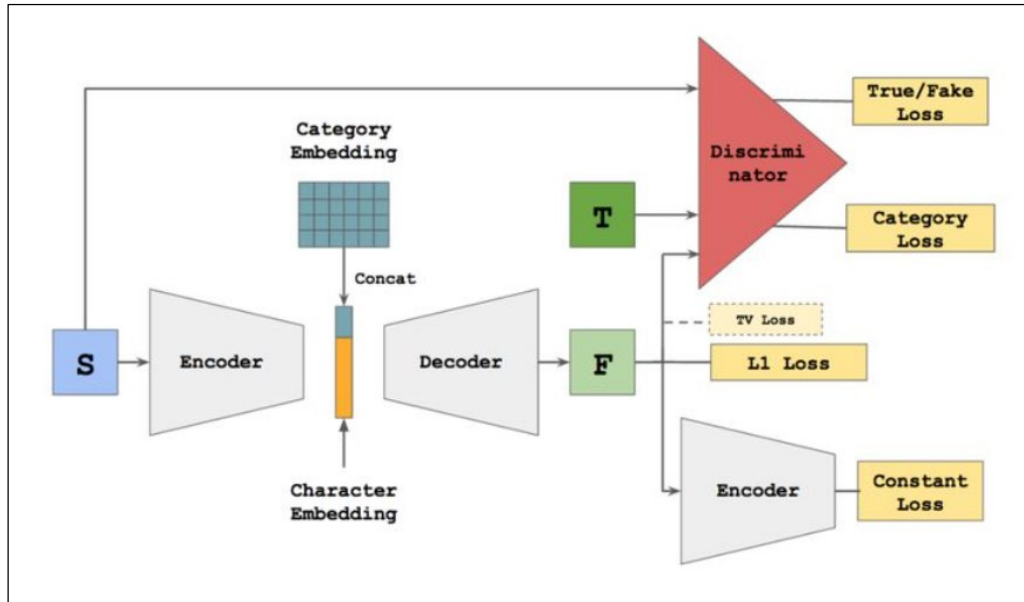 True/Fake
Loss
Category
Embedding
Discrimi
nator
T
Category
Loss
Concat
TV Loss
S
Encoder
Decoder
F
L1 Loss
Encoder
Constant
Loss
Character
Embedding